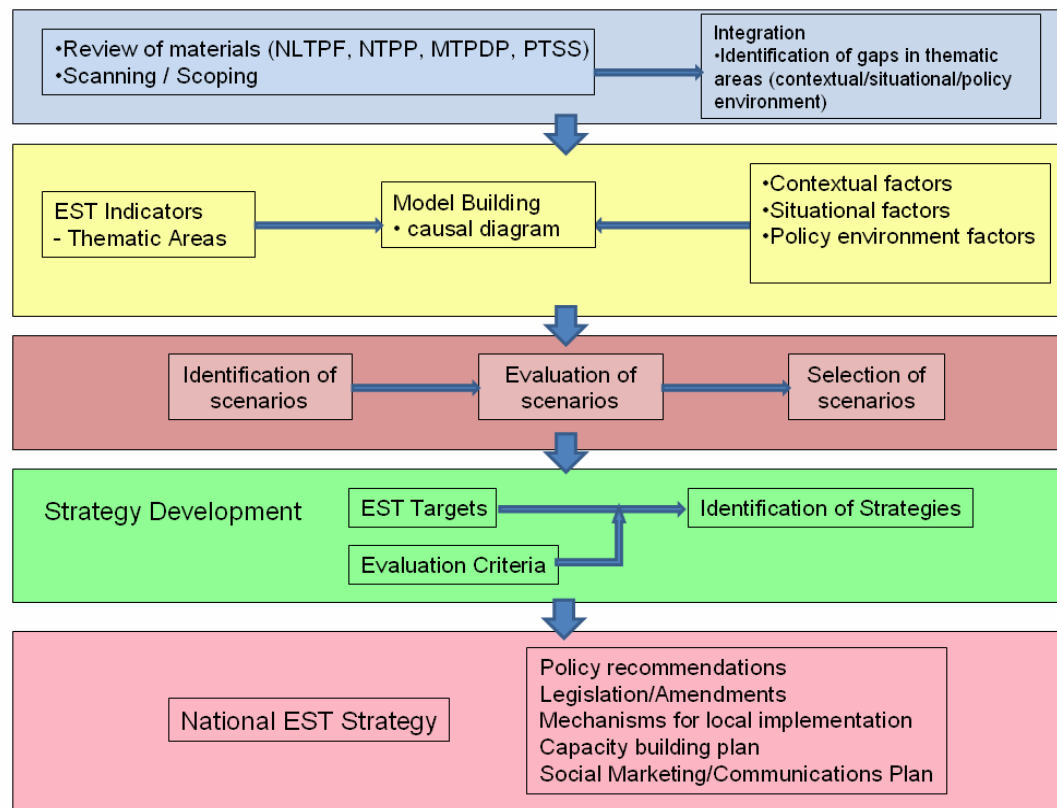 •Review of materials (NLTPF, NTPP, MTPDP, PTSS)
•Scanning / Scoping
Integration
•Identification of gaps in thematic
areas (contextual/situational/policy
environment)
EST Indicators
- Thematic Areas
Model Building
• causal diagram
•Contextual factors
•Situational factors
•Policy environment factors
Identification of
scenarios
Evaluation of
scenarios
Selection of
scenarios
Strategy Development
EST Targets
Evaluation Criteria
Identification of Strategies
National EST Strategy
Policy recommendations
Legislation/Amendments
Mechanisms for local implementation
Capacity building plan
Social Marketing/Communications Plan